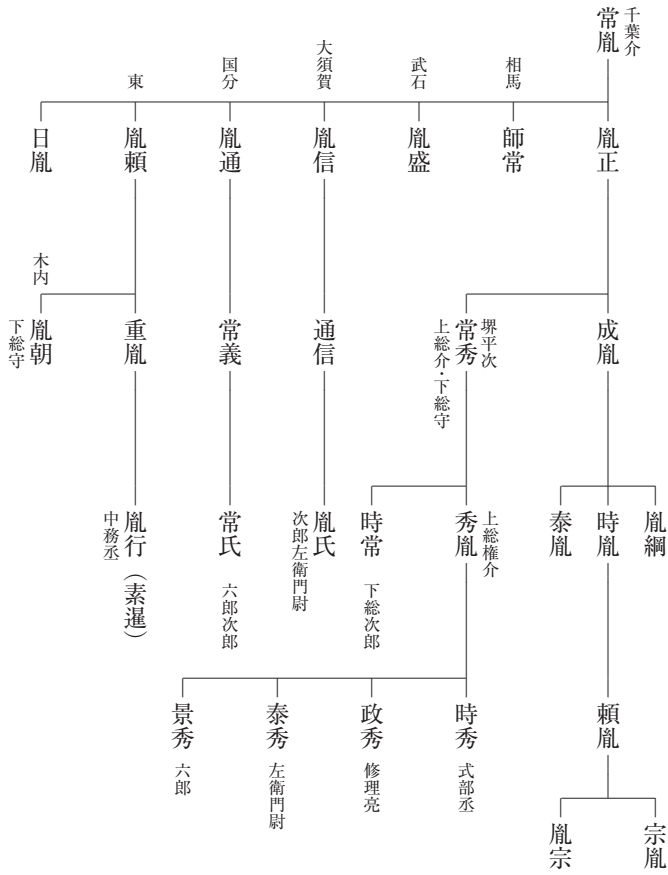 千葉介
常胤
相馬
武石
大須賀
国分
東
胤正
師常
胤盛
胤信
胤通
胤頼
日胤
成胤
堺平次
常秀
上総介・下総守
通信
常義
重胤
木内
胤朝
下総守
胤綱
時胤
泰胤
上総権介
秀胤
時常 下総次郎
胤氏
次郎左衛門尉
常氏 六郎次郎
胤行(素暹)
中務丞
頼胤
時秀 式部丞
政秀 修理亮
泰秀 左衛門尉
景秀 六郎
宗胤
胤宗